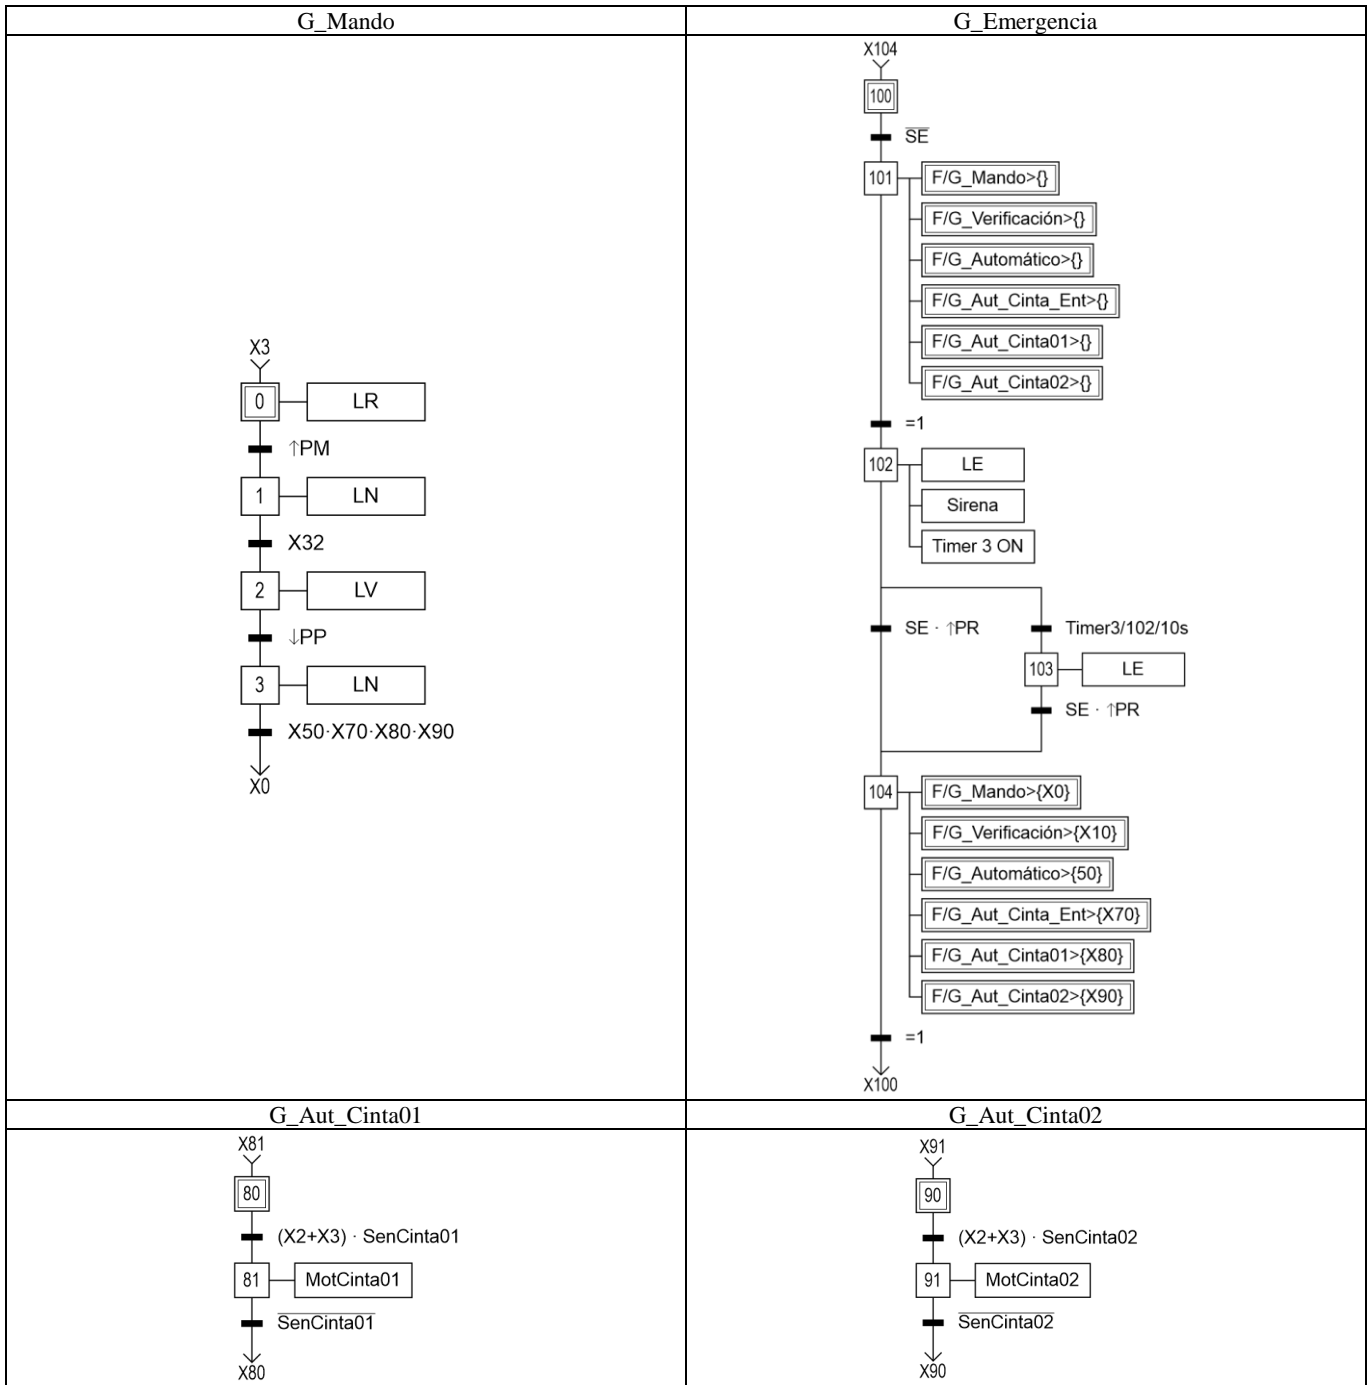 G_Mando
X3
0 LR
↑PM
1 LN
X32
2 LV
↓PP
3 LN
X50·X70·X80·X90
X0
G_Emergencia
X104
100
S̅E̅
101 F/G_Mando>{}
F/G_Verificación>{}
F/G_Automático>{}
F/G_Aut_Cinta_Ent>{}
F/G_Aut_Cinta01>{}
F/G_Aut_Cinta02>{}
=1
102 LE
Sirena
Timer 3 ON
SE · ↑PR Timer3/102/10s
103 LE
SE · ↑PR
104 F/G_Mando>{X0}
F/G_Verificación>{X10}
F/G_Automático>{50}
F/G_Aut_Cinta_Ent>{X70}
F/G_Aut_Cinta01>{X80}
F/G_Aut_Cinta02>{X90}
=1
X100
G_Aut_Cinta01
X81
80
(X2+X3) · SenCinta01
81 MotCinta01
S̅e̅n̅C̅i̅n̅t̅a̅0̅1̅
X80
G_Aut_Cinta02
X91
90
(X2+X3) · SenCinta02
91 MotCinta02
S̅e̅n̅C̅i̅n̅t̅a̅0̅2̅
X90